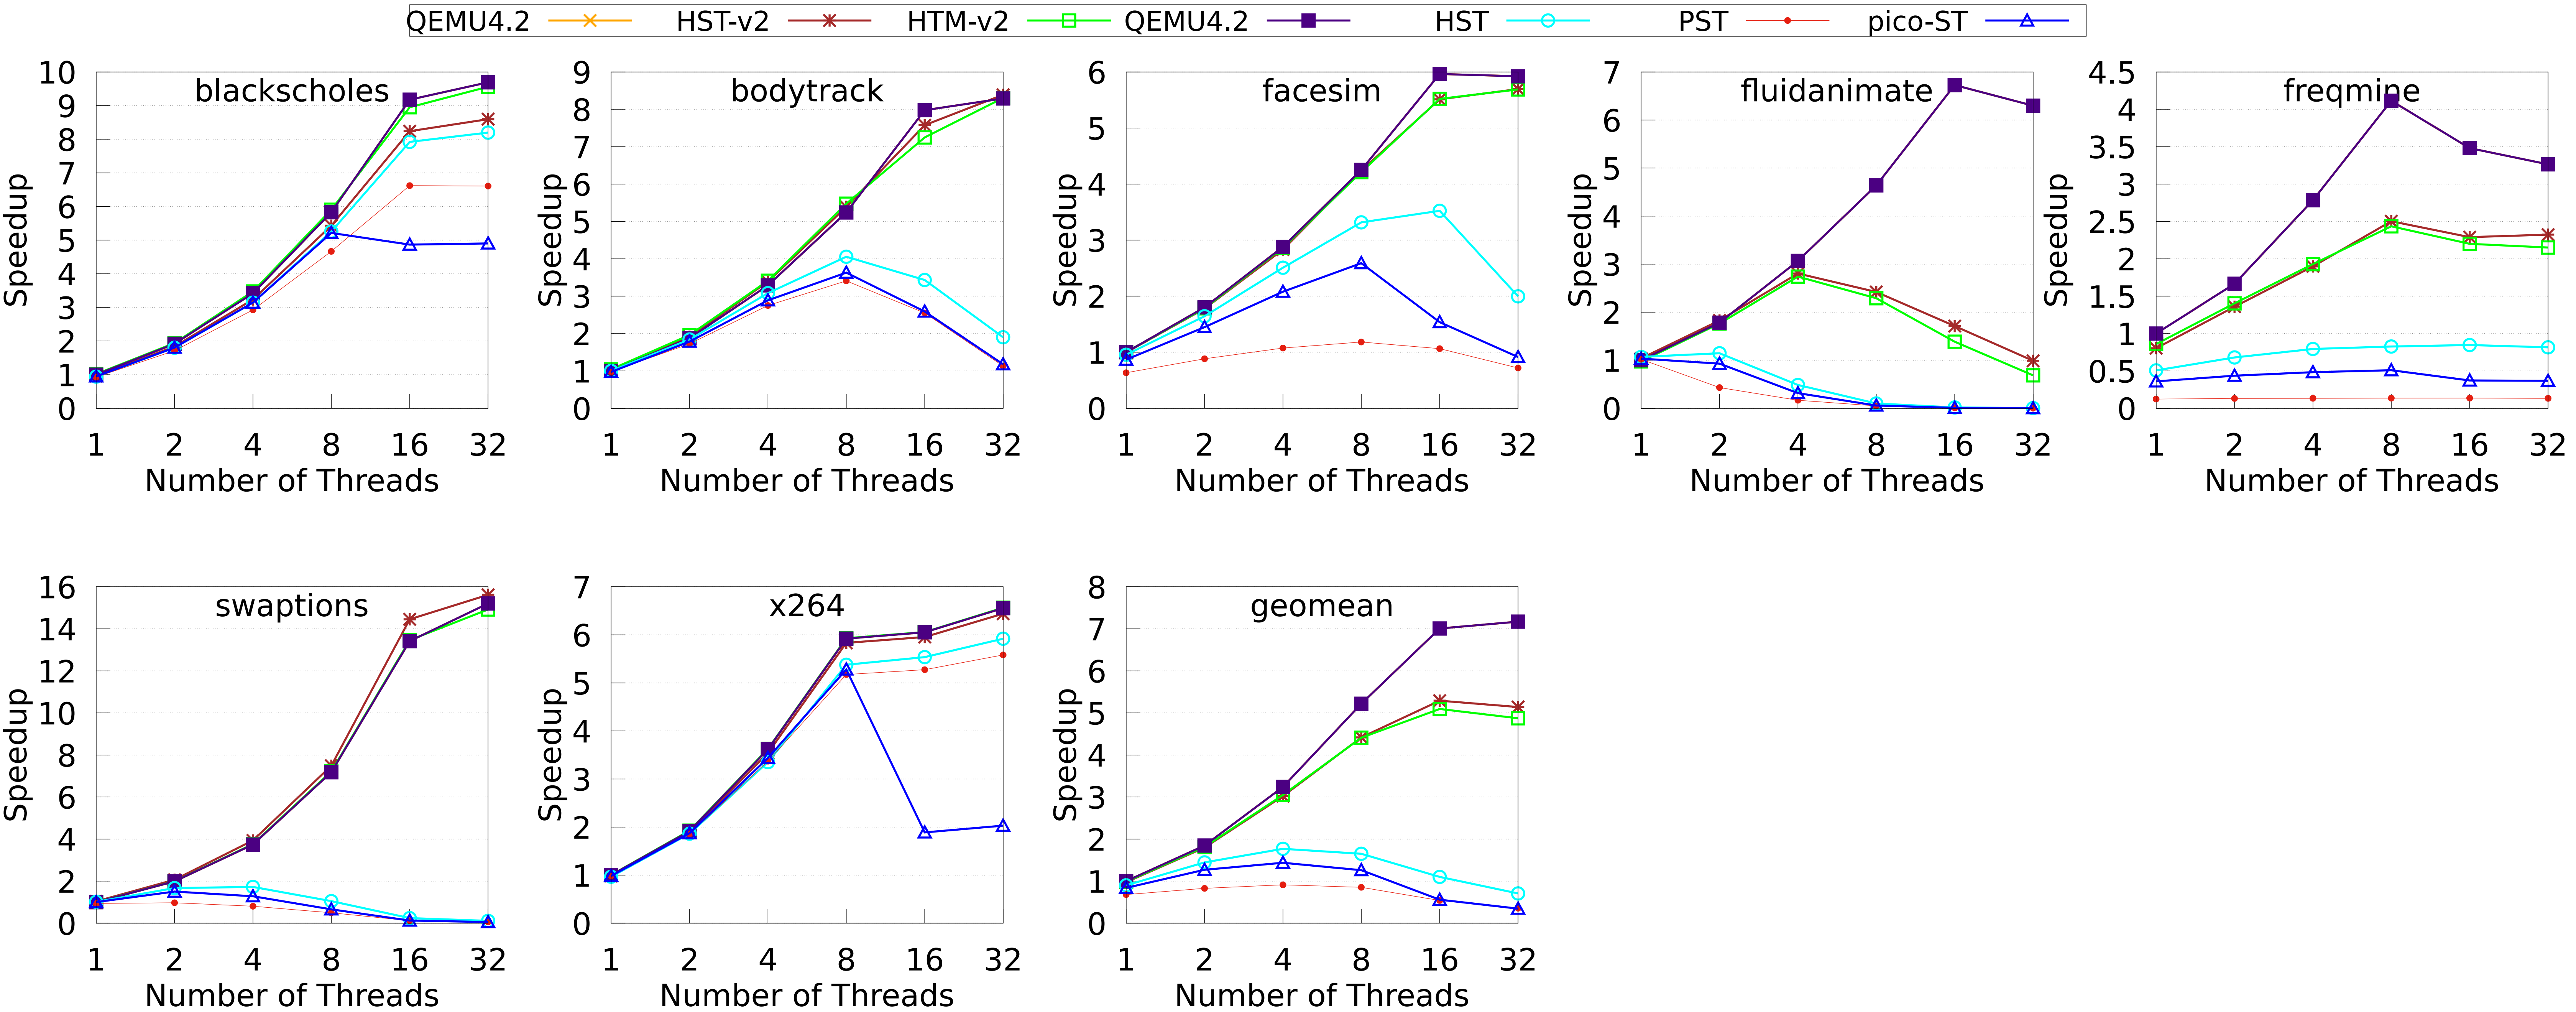 QEMU4.2 HST-v2 HTM-v2 QEMU4.2 HST PST pico-ST
blackscholes
Speedup
10
9
8
7
6
5
4
3
2
1
0
1 2 4 8 16 32
Number of Threads
bodytrack
Speedup
9
8
7
6
5
4
3
2
1
0
1 2 4 8 16 32
Number of Threads
facesim
Speedup
6
5
4
3
2
1
0
1 2 4 8 16 32
Number of Threads
fluidanimate
Speedup
7
6
5
4
3
2
1
0
1 2 4 8 16 32
Number of Threads
freqmine
Speedup
4.5
4
3.5
3
2.5
2
1.5
1
0.5
0
1 2 4 8 16 32
Number of Threads
swaptions
Speedup
16
14
12
10
8
6
4
2
0
1 2 4 8 16 32
Number of Threads
x264
Speedup
7
6
5
4
3
2
1
0
1 2 4 8 16 32
Number of Threads
geomean
Speedup
8
7
6
5
4
3
2
1
0
1 2 4 8 16 32
Number of Threads